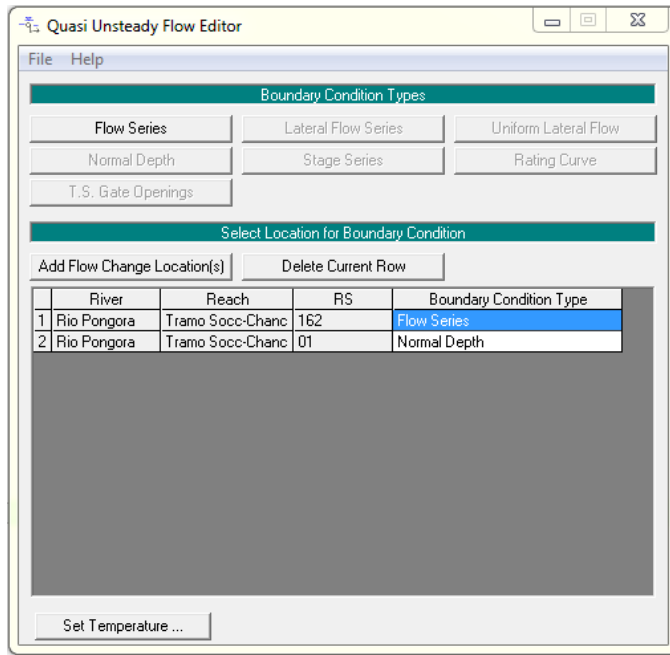 Quasi Unsteady Flow Editor
File Help
Boundary Condition Types
Flow Series Lateral Flow Series Uniform Lateral Flow
Normal Depth Stage Series Rating Curve
T.S. Gate Openings
Select Location for Boundary Condition
Add Flow Change Location(s) Delete Current Row
River Reach RS Boundary Condition Type
1 Rio Pongora Tramo Socc-Chanc 162 Flow Series
2 Rio Pongora Tramo Socc-Chanc 01 Normal Depth
Set Temperature ...